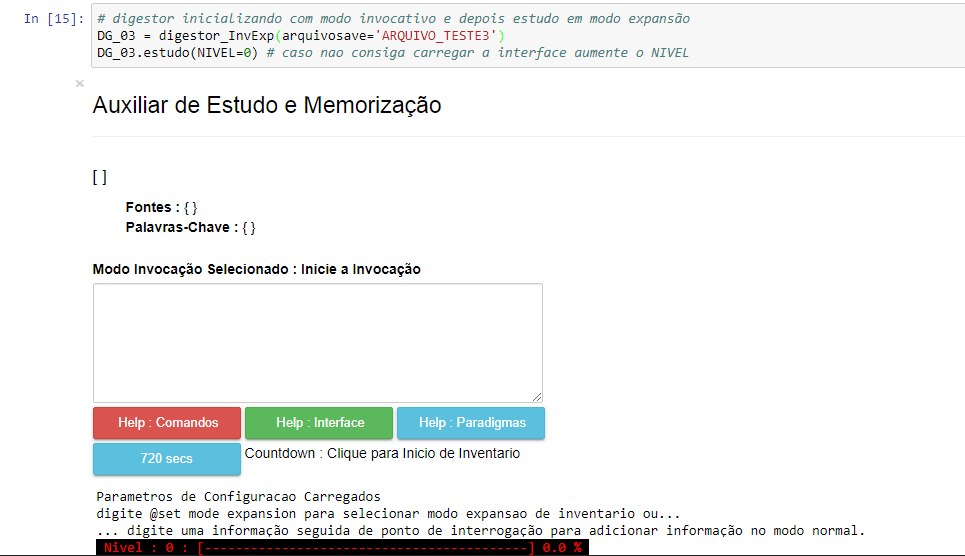 In [15]: # digestor inicializando com modo invocativo e depois estudo em modo expansão
DG_03 = digestor_InvExp(arquivosave='ARQUIVO_TESTE3')
DG_03.estudo(NIVEL=0) # caso nao consiga carregar a interface aumente o NIVEL
×
Auxiliar de Estudo e Memorização
[ ]
Fontes : { }
Palavras-Chave : { }
Modo Invocação Selecionado : Inicie a Invocação
Help : Comandos Help : Interface Help : Paradigmas
720 secs Countdown : Clique para Inicio de Inventario
Parametros de Configuracao Carregados
digite @set mode expansion para selecionar modo expansao de inventario ou...
... digite uma informação seguida de ponto de interrogação para adicionar informação no modo normal.
Nivel : 0 : [-----------------------------------------] 0.0 %